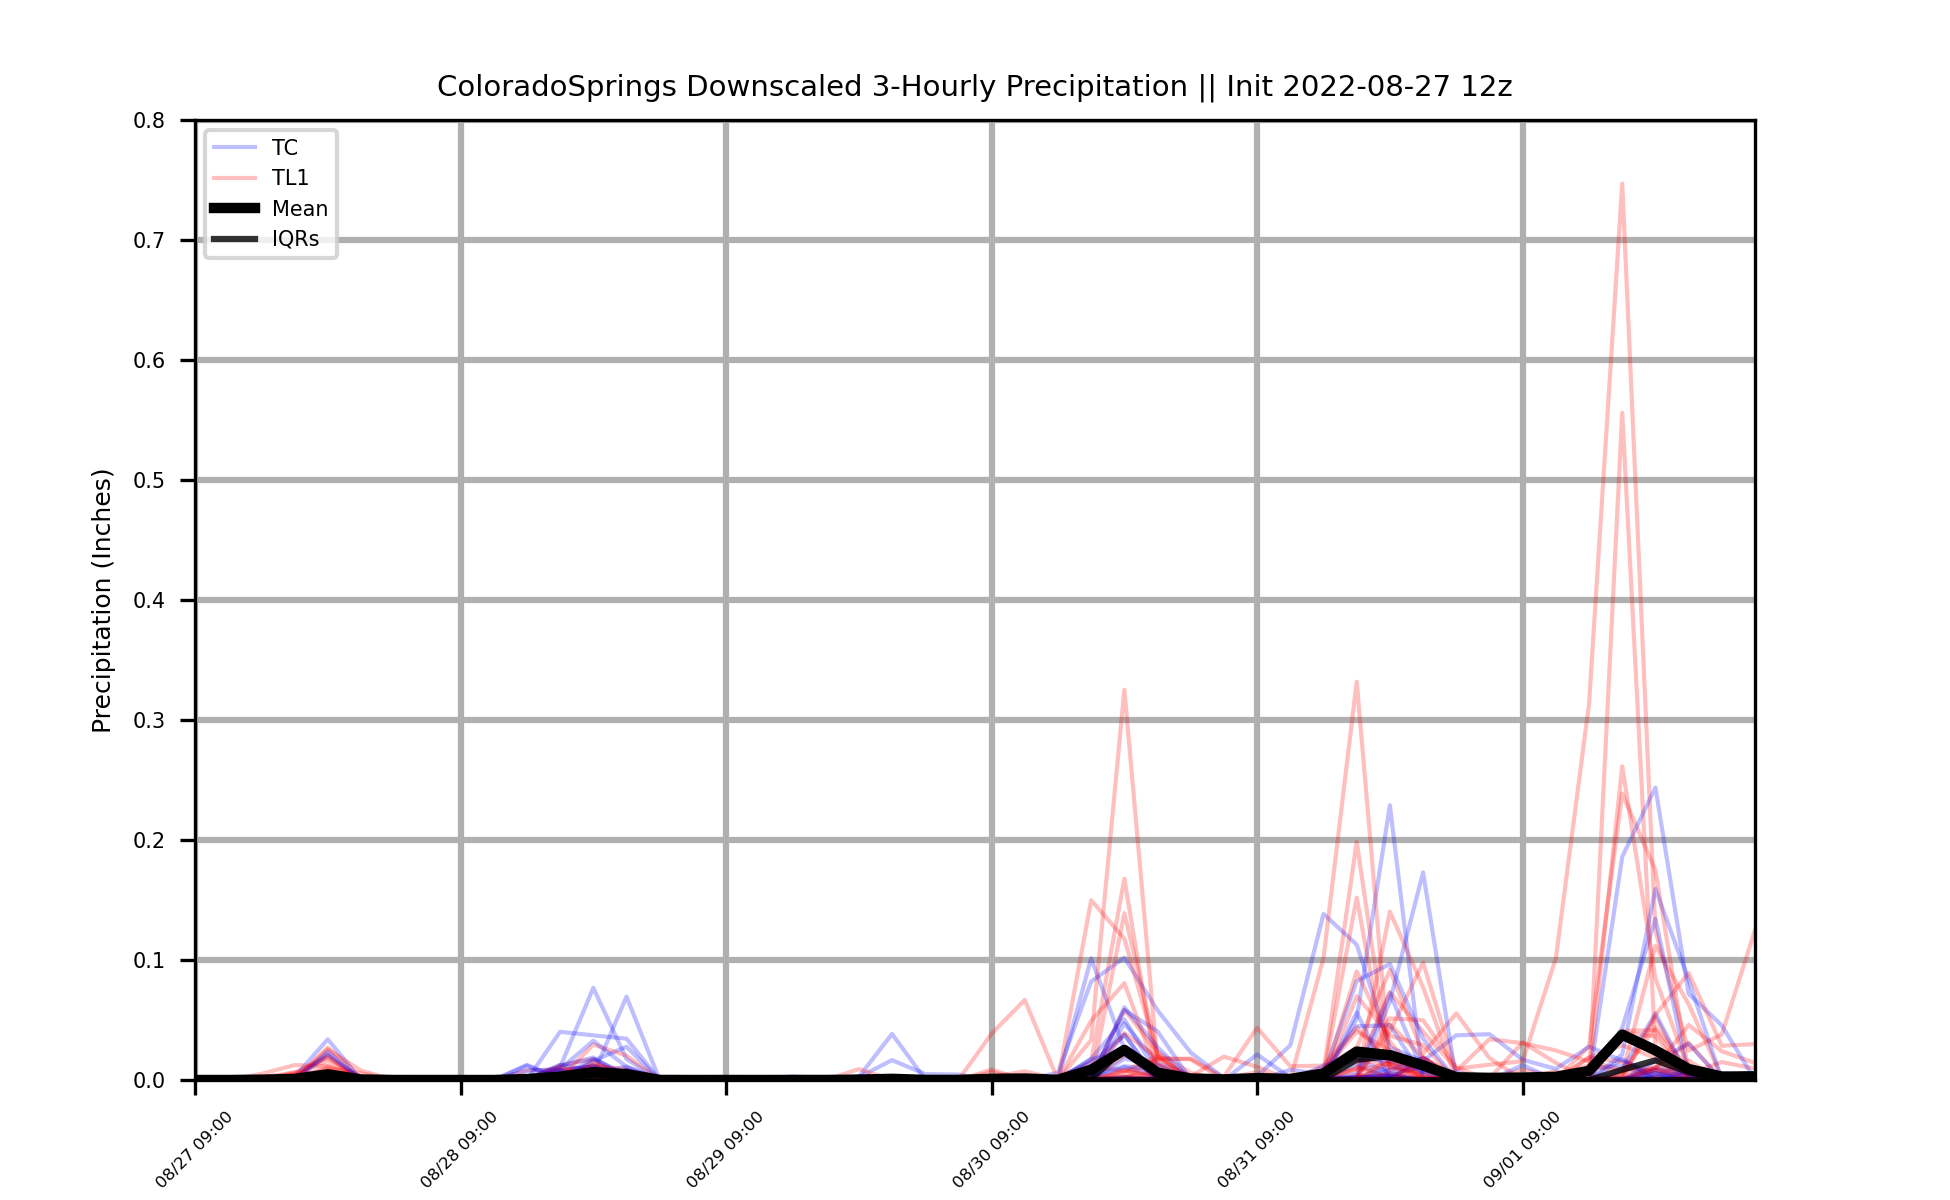 ColoradoSprings Downscaled 3-Hourly Precipitation || Init 2022-08-27 12z
TC
TL1
Mean
IQRs
Precipitation (Inches)
0.8
0.7
0.6
0.5
0.4
0.3
0.2
0.1
0.0
08/27 09:00
08/28 09:00
08/29 09:00
08/30 09:00
08/31 09:00
09/01 09:00